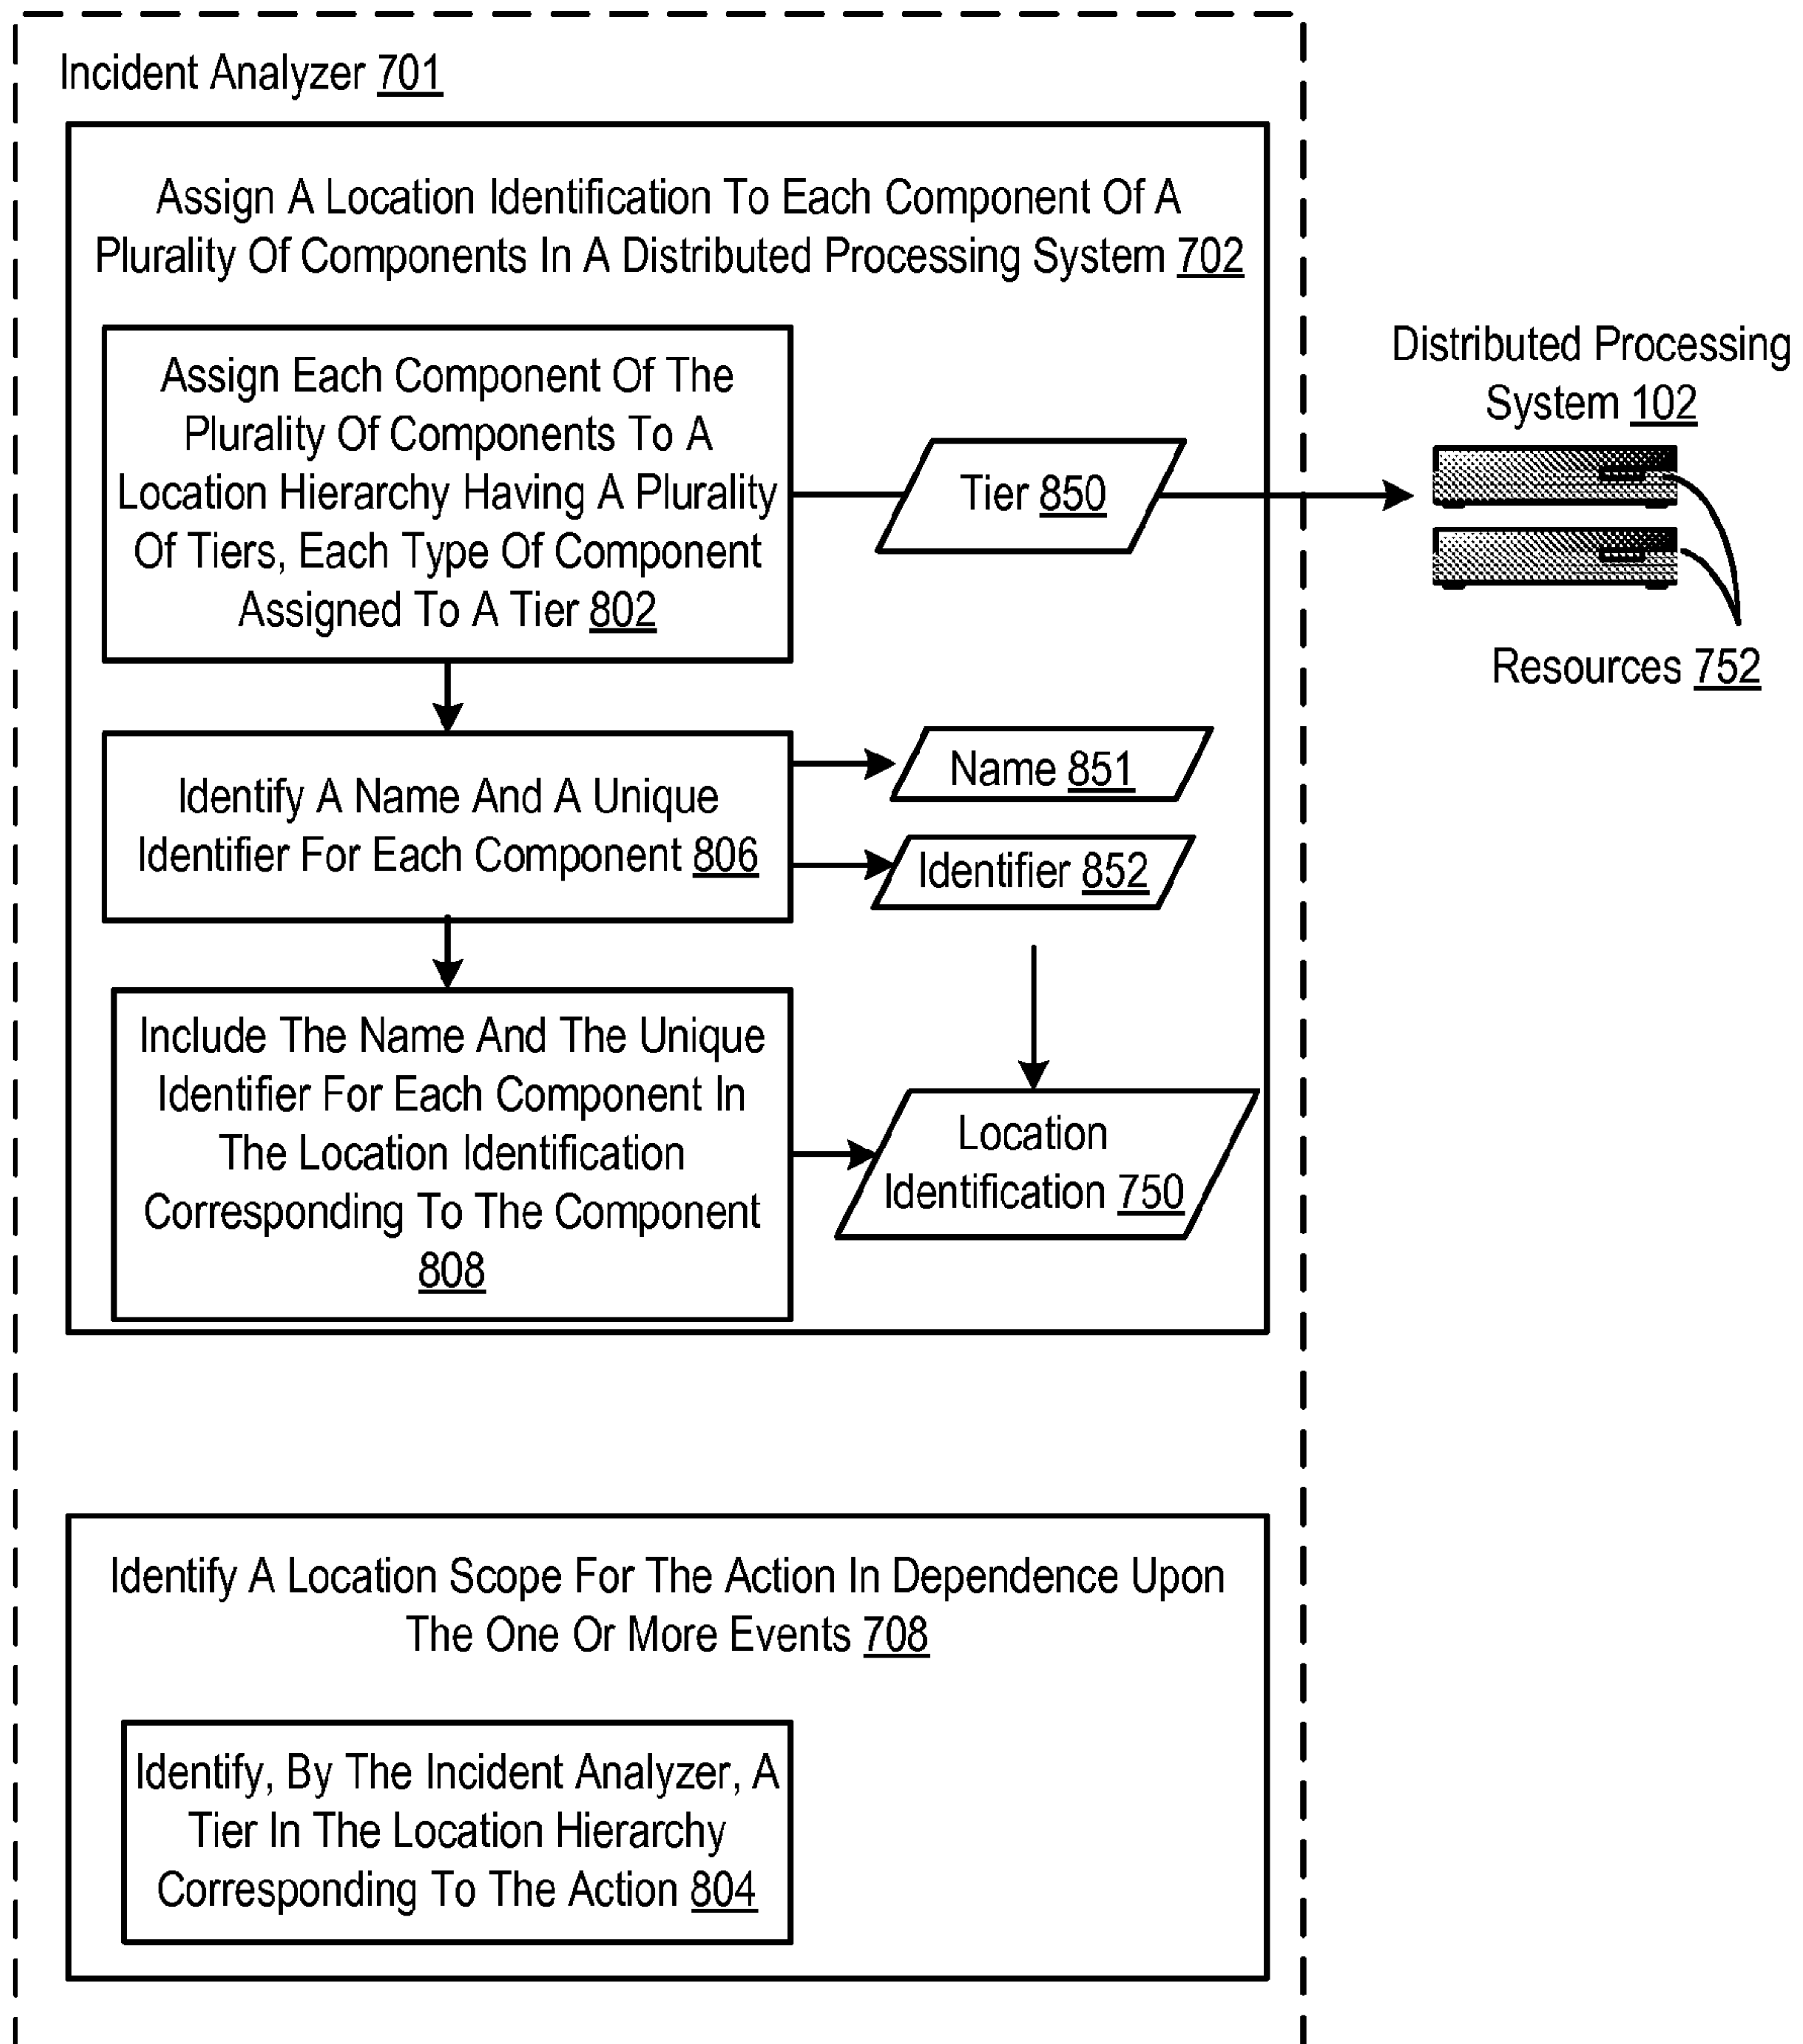 Incident Analyzer 701
Assign A Location Identification To Each Component Of A
Plurality Of Components In A Distributed Processing System 702
Assign Each Component Of The
Plurality Of Components To A
Location Hierarchy Having A Plurality
Of Tiers, Each Type Of Component
Assigned To A Tier 802
Tier 850
Distributed Processing
System 102
Resources 752
Identify A Name And A Unique
Identifier For Each Component 806
Name 851
Identifier 852
Include The Name And The Unique
Identifier For Each Component In
The Location Identification
Corresponding To The Component
808
Location
Identification 750
Identify A Location Scope For The Action In Dependence Upon
The One Or More Events 708
Identify, By The Incident Analyzer, A
Tier In The Location Hierarchy
Corresponding To The Action 804